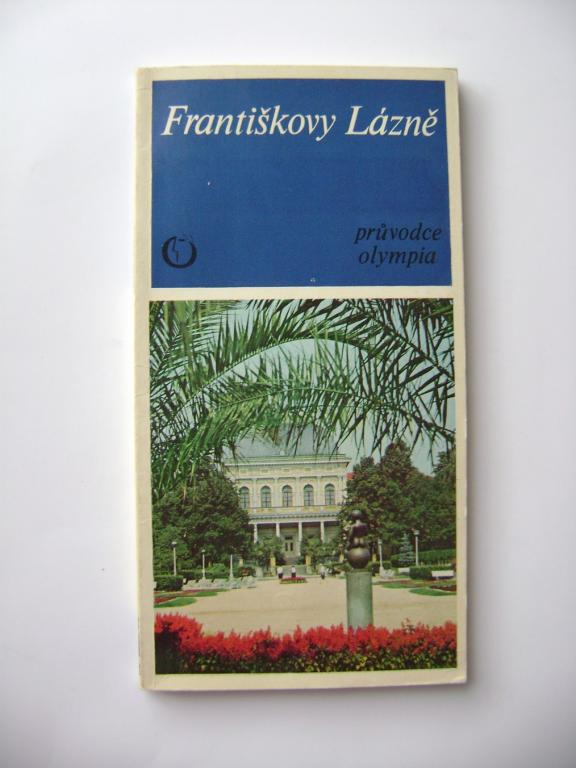 Františkovy Lázně
průvodce
olympia